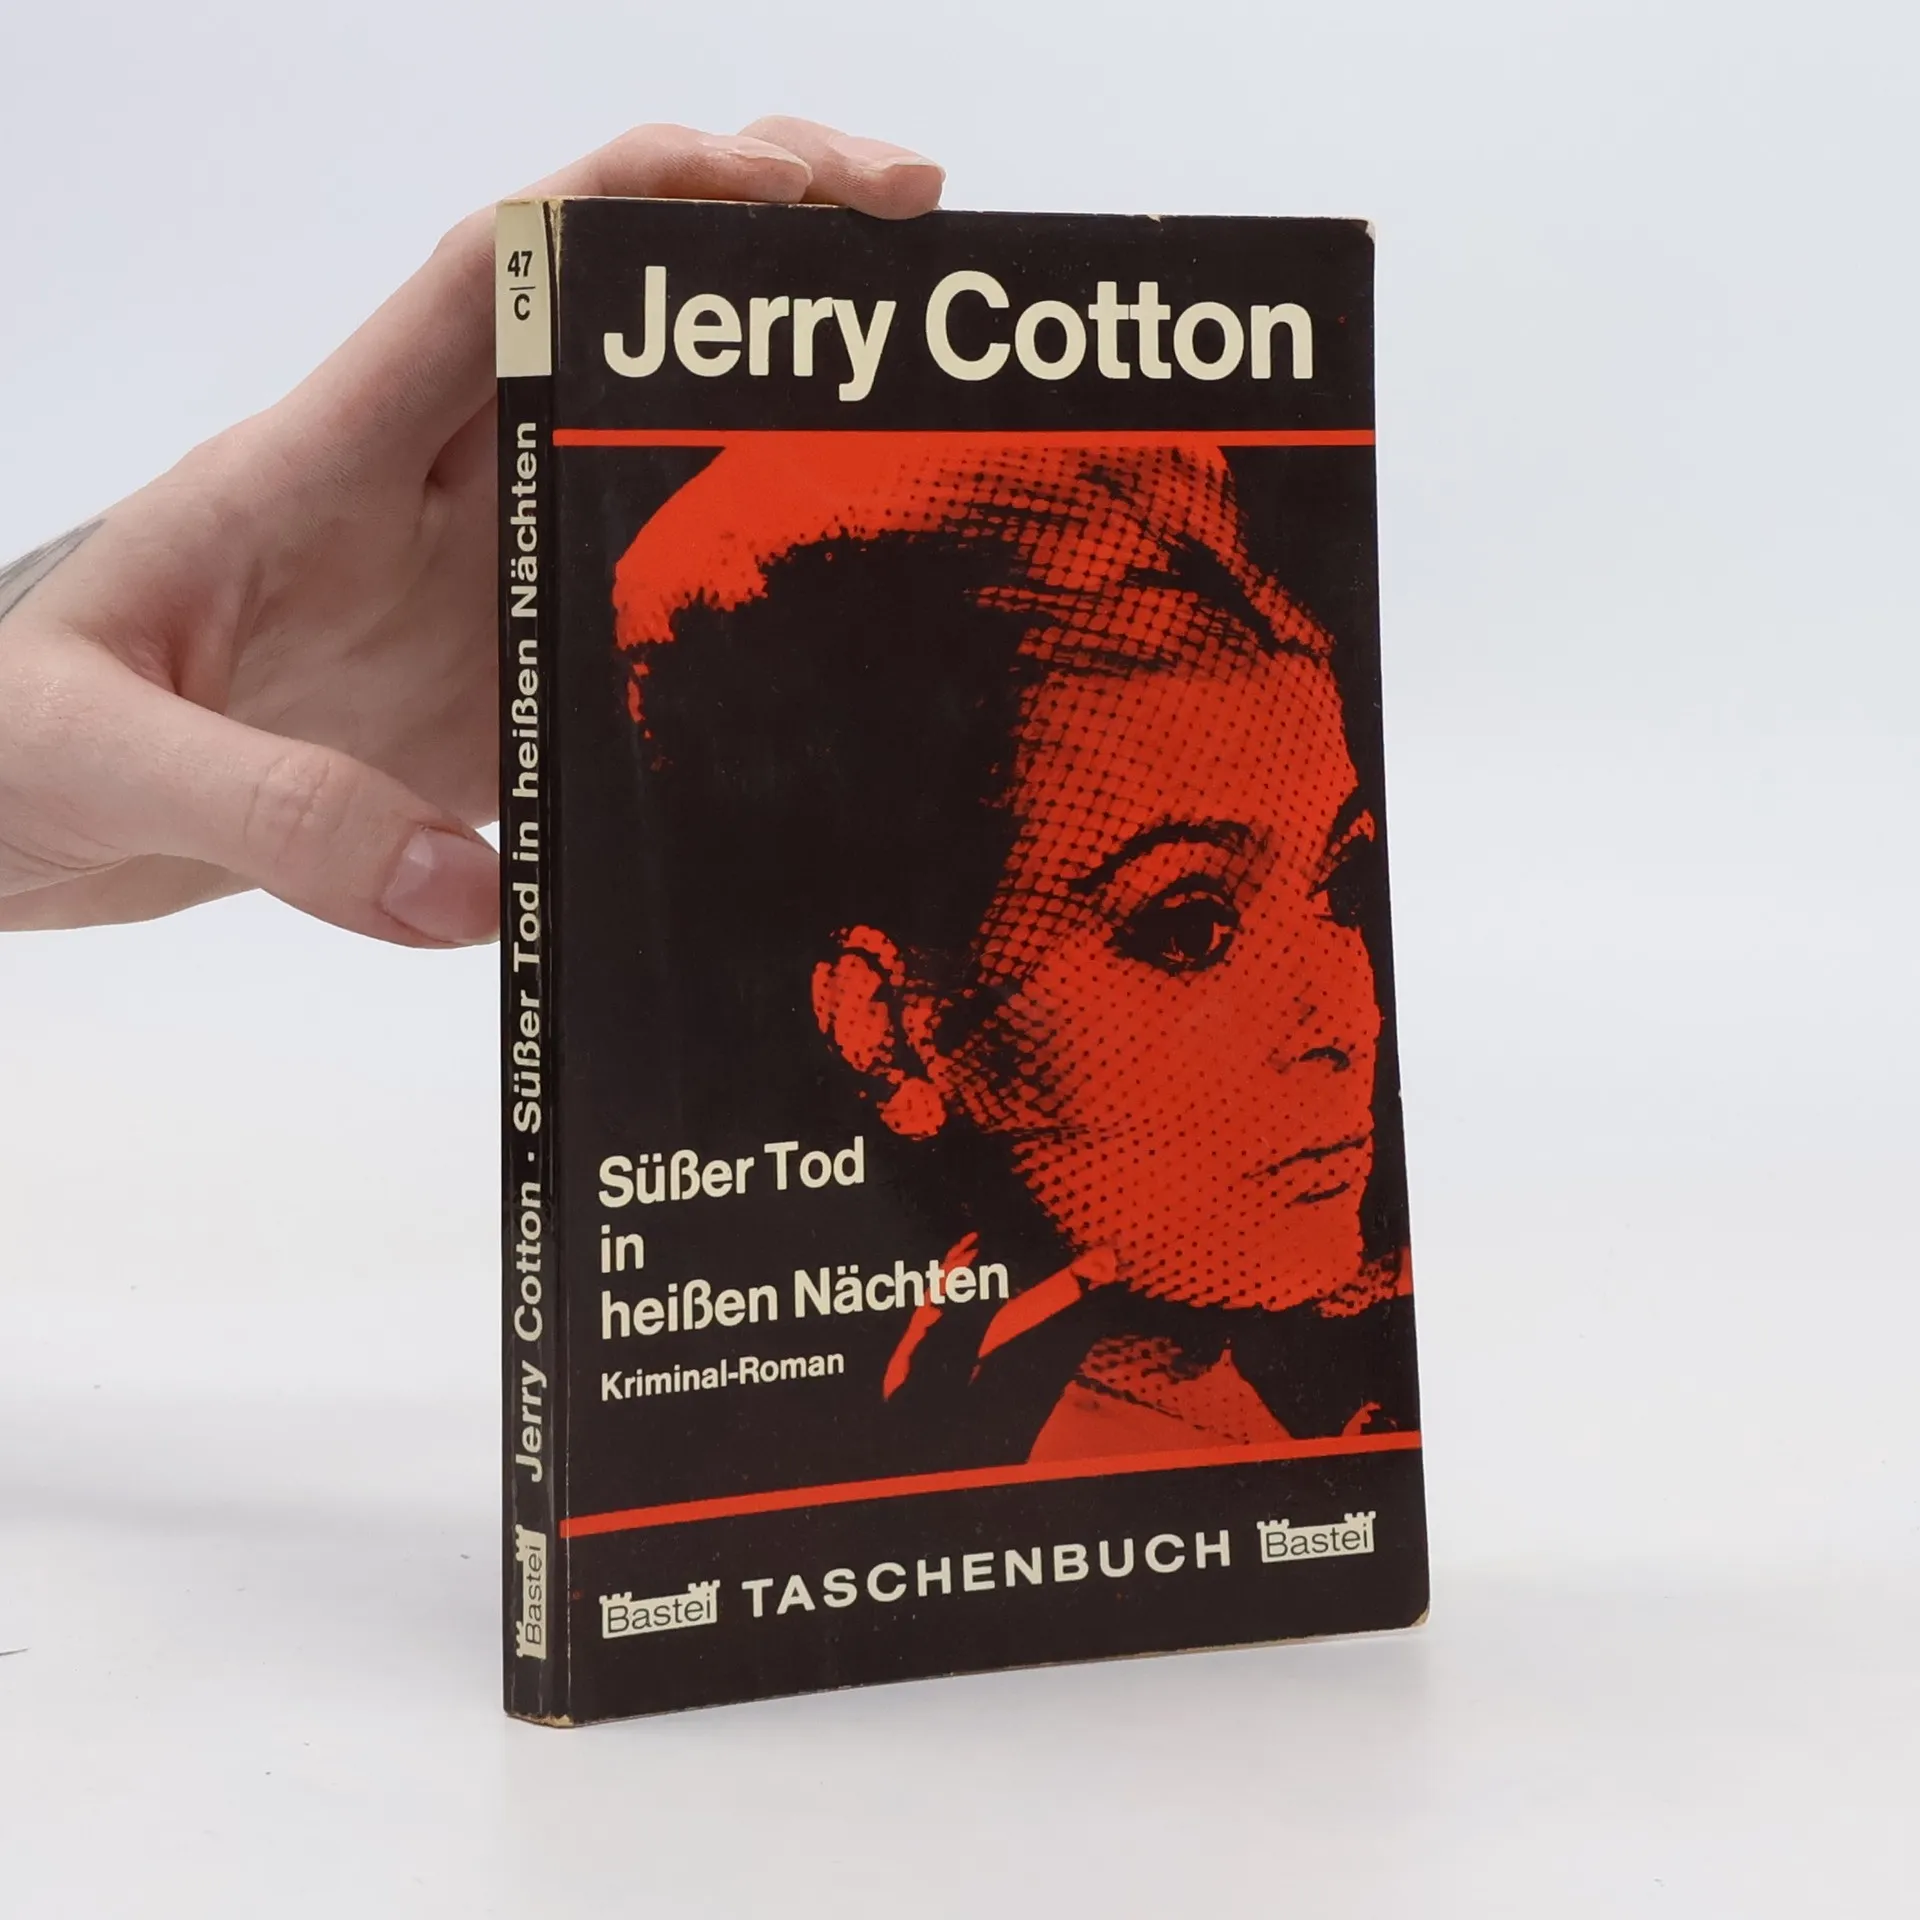 47
C
Jerry Cotton · Süßer Tod in heißen Nächten
Bastei
Jerry Cotton
Süßer Tod
in
heißen Nächten
Kriminal-Roman
Bastei TASCHENBUCH Bastei